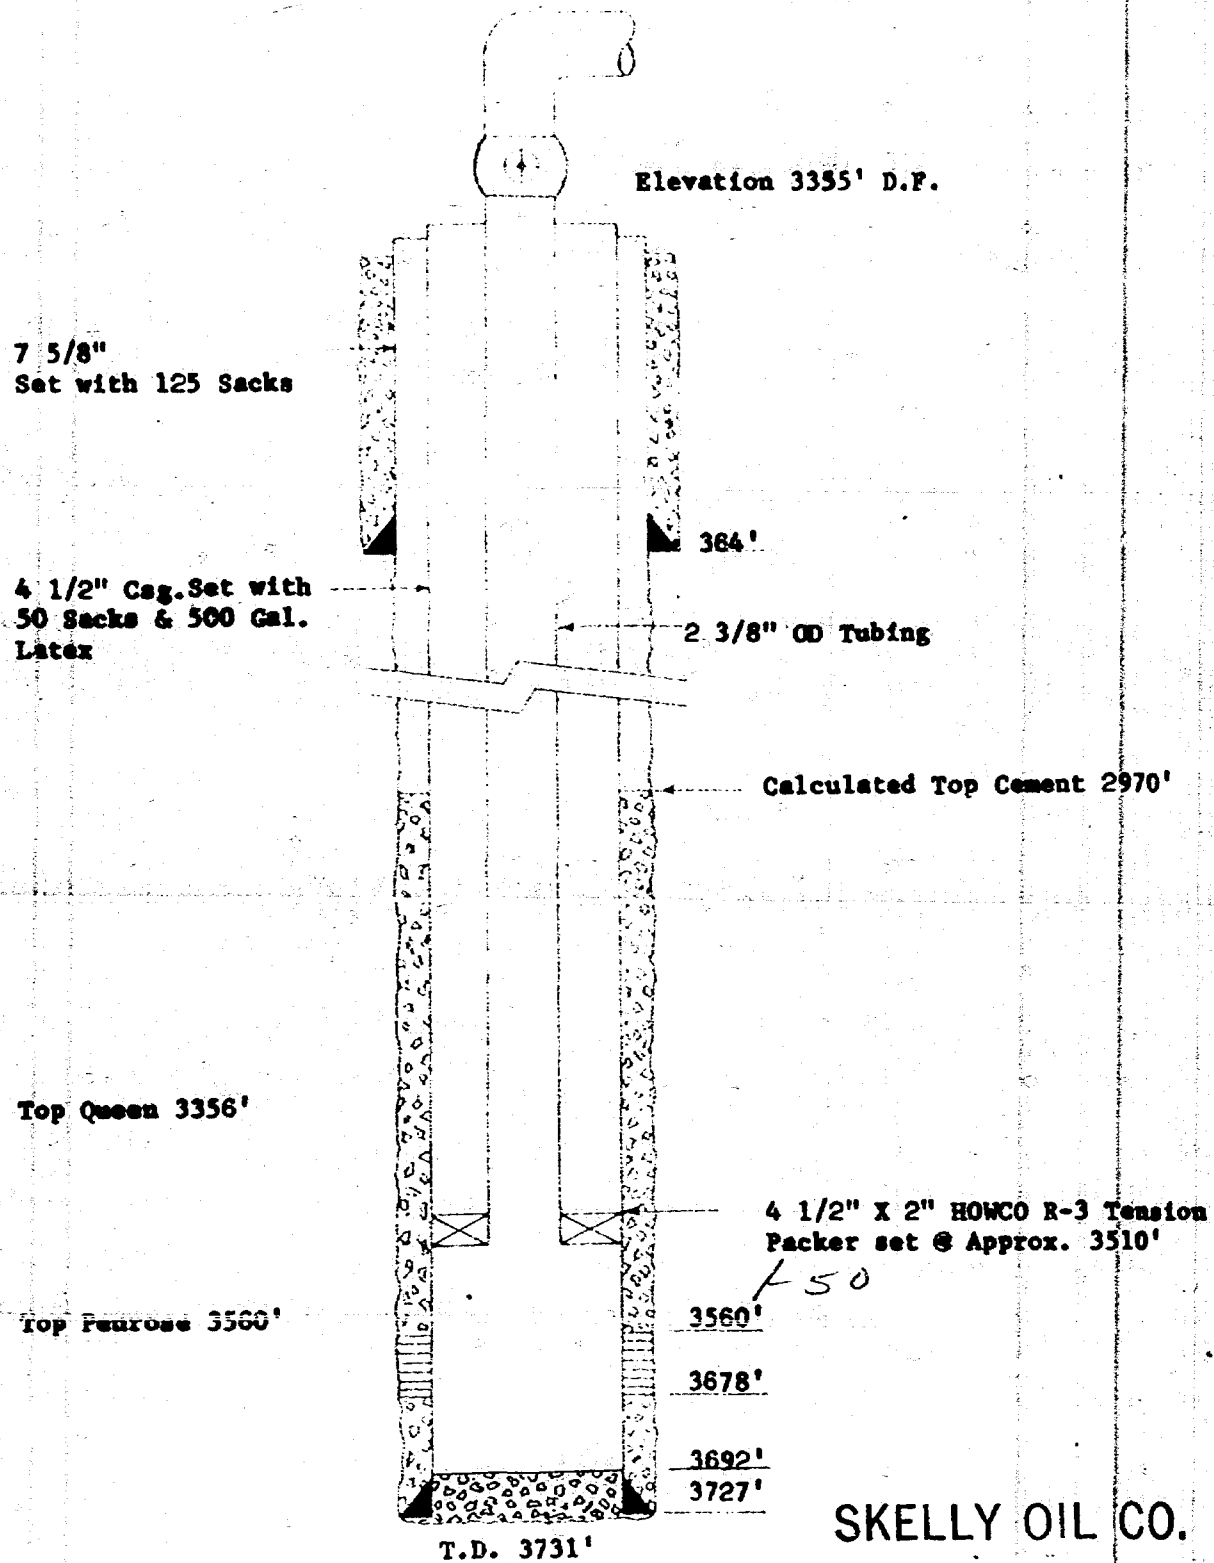 Elevation 3355' D.F.
7 5/8"
Set with 125 Sacks
364'
4 1/2" Csg.Set with
50 Sacks & 500 Gal.
Latex
2 3/8" OD Tubing
Calculated Top Cement 2970'
Top Queen 3356'
4 1/2" X 2" HOWCO R-3 Tension
Packer set @ Approx. 3510'
-50
Top Penrose 3560'
3560'
3678'
3692'
3727'
SKELLY OIL CO.
T.D. 3731'